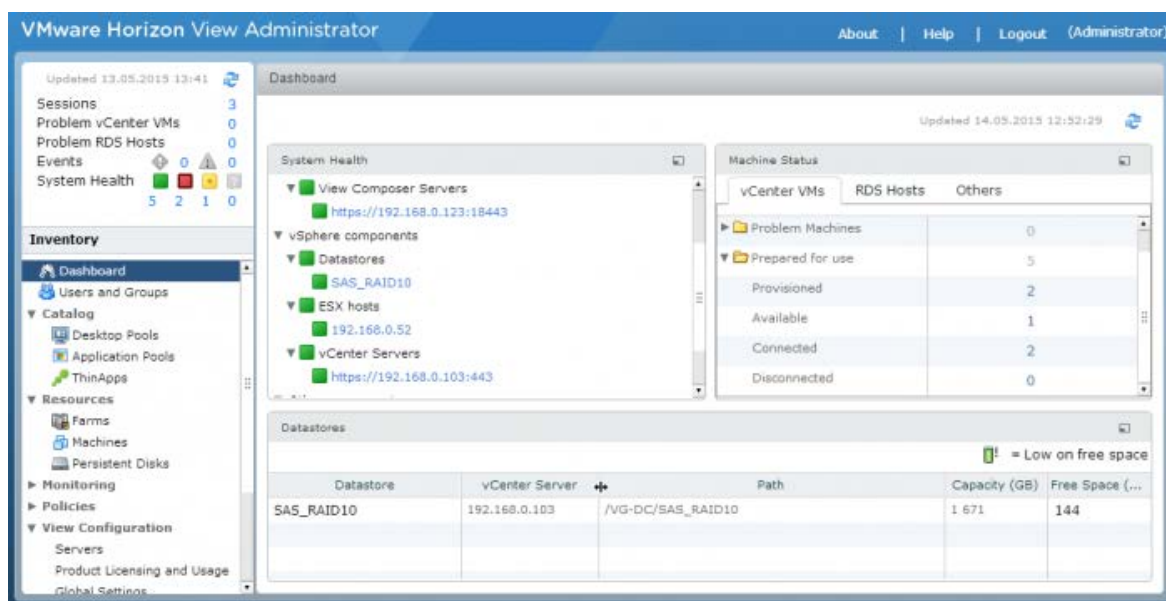 VMware Horizon View Administrator
About | Help | Logout (Administrator)
Updated 13.05.2015 13:41
Sessions 3
Problem vCenter VMs 0
Problem RDS Hosts 0
Events 0 0
System Health
5 2 1 0
Inventory
Dashboard
Users and Groups
Catalog
Desktop Pools
Application Pools
ThinApps
Resources
Farms
Machines
Persistent Disks
Monitoring
Policies
View Configuration
Servers
Product Licensing and Usage
Global Settings
Dashboard
Updated 14.05.2015 12:52:29
System Health
View Composer Servers
https://192.168.0.123:18443
vSphere components
Datastores
SAS_RAID10
ESX hosts
192.168.0.52
vCenter Servers
https://192.168.0.103:443
Machine Status
vCenter VMs RDS Hosts Others
Problem Machines 0
Prepared for use 5
Provisioned 2
Available 1
Connected 2
Disconnected 0
Datastores
! = Low on free space
Datastore vCenter Server Path Capacity (GB) Free Space (...
SAS_RAID10 192.168.0.103 /VG-DC/SAS_RAID10 1 671 144